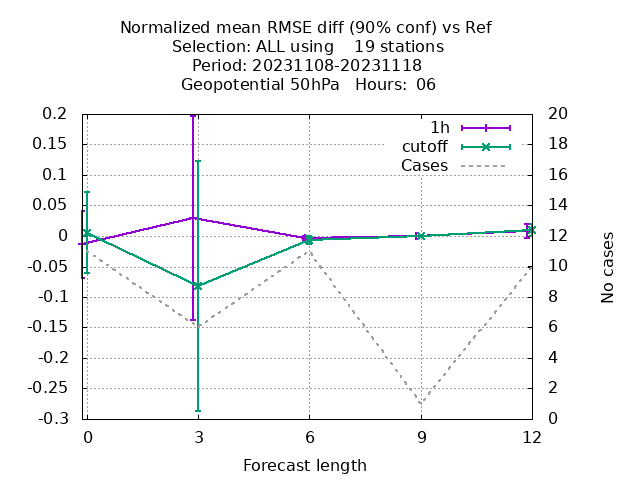 Normalized mean RMSE diff (90% conf) vs Ref
Selection: ALL using    19 stations
Period: 20231108-20231118
Geopotential 50hPa   Hours:  06
1h
cutoff
Cases
0.2
0.15
0.1
0.05
0
-0.05
-0.1
-0.15
-0.2
-0.25
-0.3
20
18
16
14
12
10
8
6
4
2
0
No cases
0 3 6 9 12
Forecast length